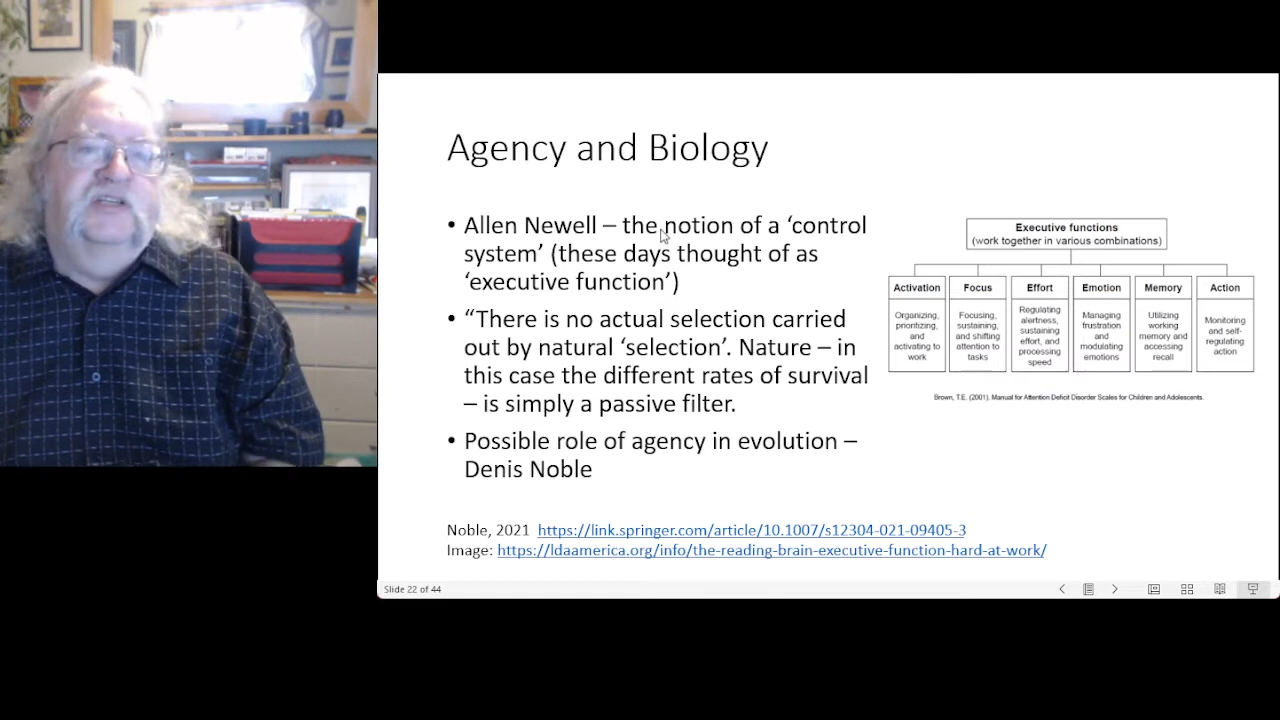 Agency and Biology
• Allen Newell – the notion of a ‘control
system’ (these days thought of as
‘executive function’)
• “There is no actual selection carried
out by natural ‘selection’. Nature – in
this case the different rates of survival
– is simply a passive filter.
• Possible role of agency in evolution –
Denis Noble
Executive functions
(work together in various combinations)
Activation
Organizing,
prioritizing,
and
activating to
work
Focus
Focusing,
sustaining,
and shifting
attention to
tasks
Effort
Regulating
alertness,
sustaining
effort, and
processing
speed
Emotion
Managing
frustration
and
modulating
emotions
Memory
Utilizing
working
memory and
accessing
recall
Action
Monitoring
and self-
regulating
action
Brown, T.E. (2001). Manual for Attention Deficit Disorder Scales for Children and Adolescents.
Noble, 2021 https://link.springer.com/article/10.1007/s12304-021-09405-3
Image: https://ldaamerica.org/info/the-reading-brain-executive-function-hard-at-work/
Slide 22 of 44